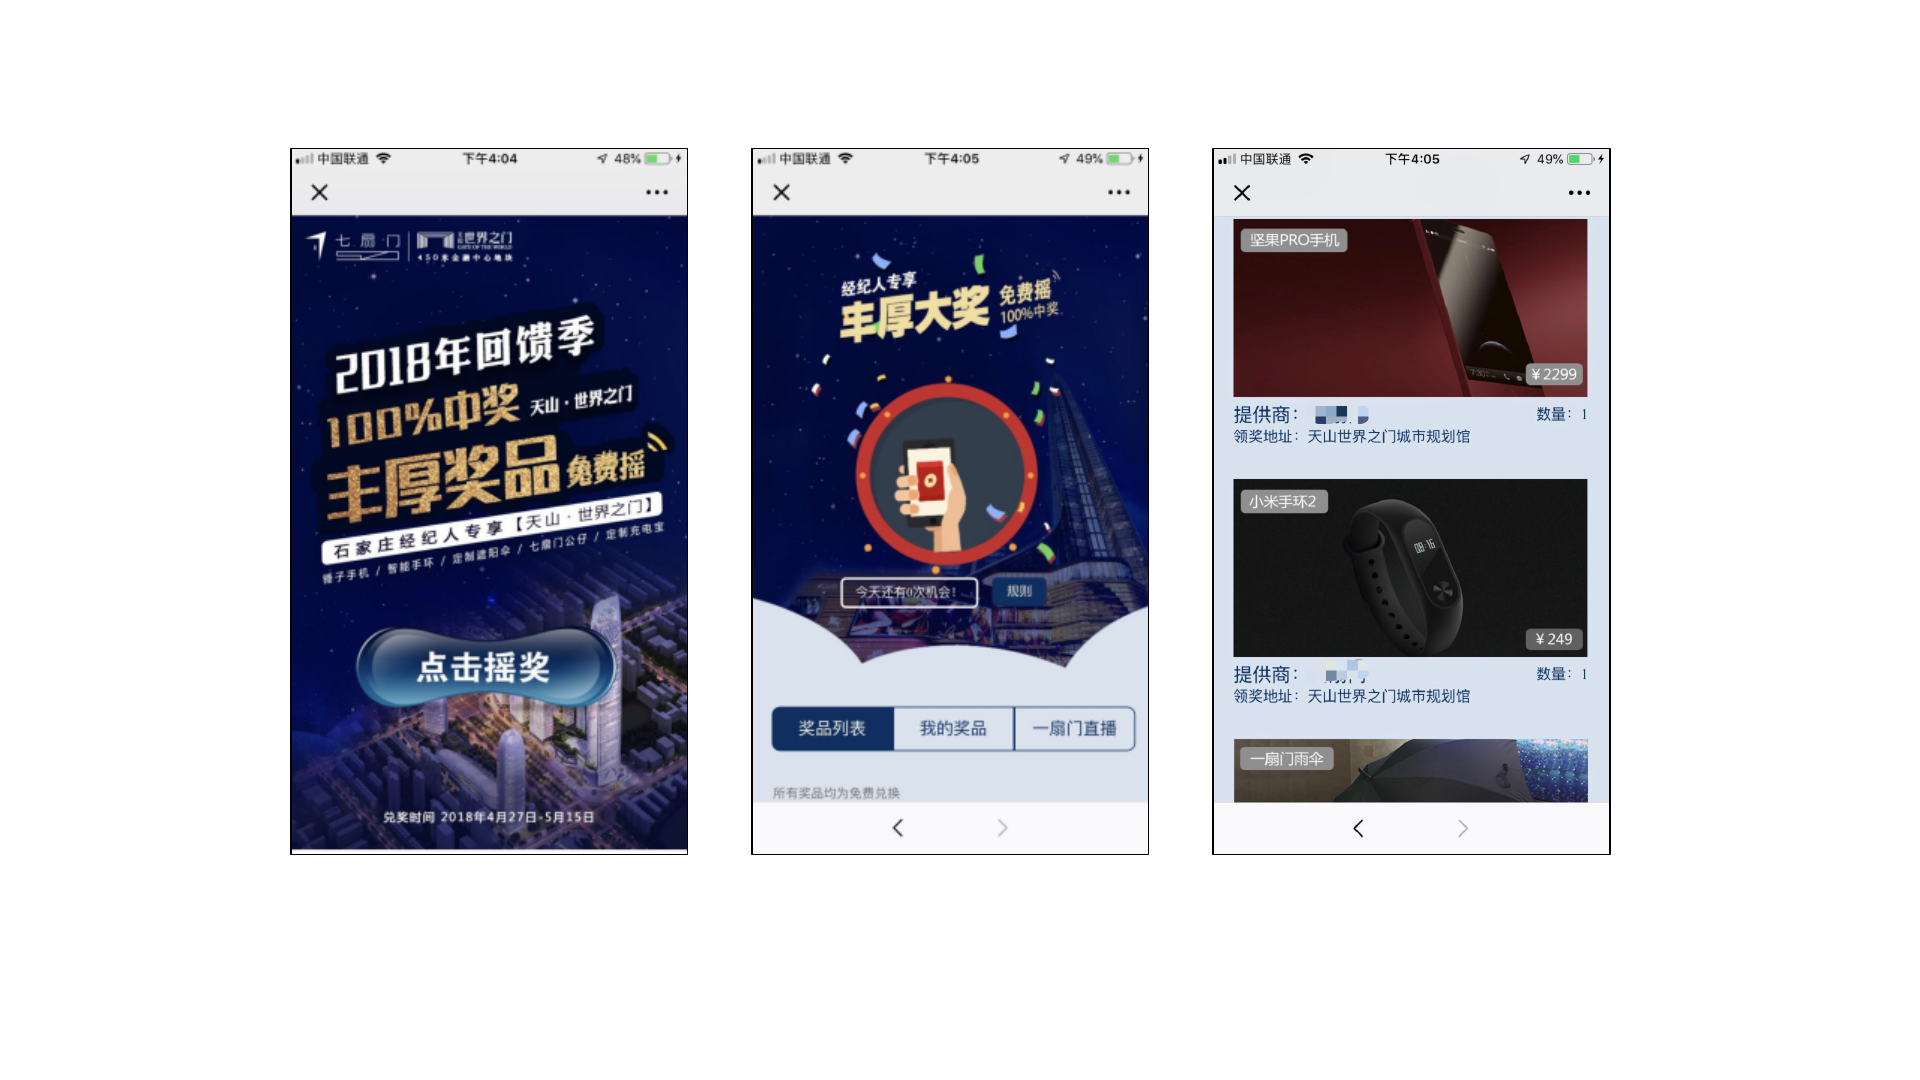 中国联通
下午4:04
48%
七扇门
世界之门
GATE OF THE WORLD
450米金融中心地块
2018年回馈季
100%中奖 天山·世界之门
丰厚奖品 免费摇
石家庄经纪人专享【天山·世界之门】
锤子手机 / 智能手环 / 定制遮阳伞 / 七扇门公仔 / 定制充电宝
点击摇奖
兑奖时间 2018年4月27日-5月15日
中国联通
下午4:05
49%
经纪人专享
丰厚大奖 免费摇
100%中奖
今天还有0次机会!
规则
奖品列表
我的奖品
一扇门直播
所有奖品均为免费兑换
中国联通
下午4:05
49%
坚果PRO手机
¥2299
提供商:
数量: 1
领奖地址: 天山世界之门城市规划馆
小米手环2
08:16
¥249
提供商:
数量: 1
领奖地址: 天山世界之门城市规划馆
一扇门雨伞